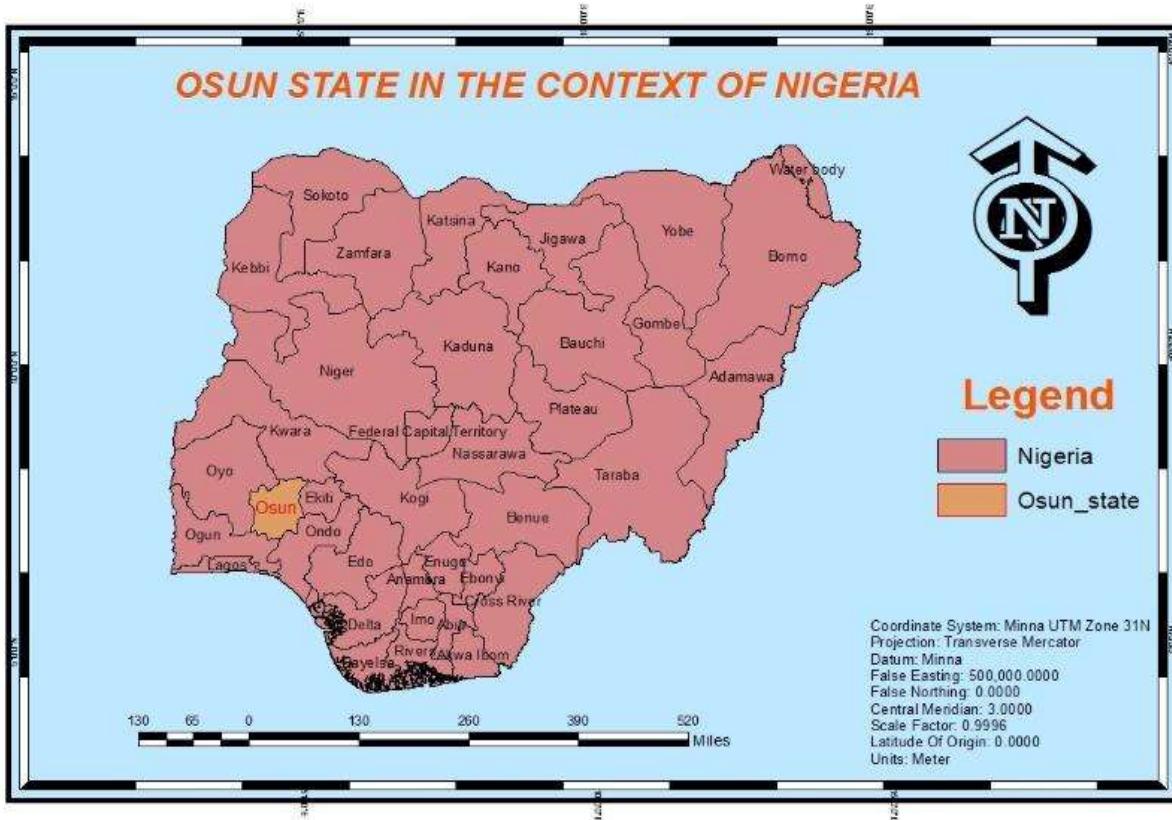 OSUN STATE IN THE CONTEXT OF NIGERIA
Water body
Sokoto
Katsina
Jigawa
Yobe
Borno
Zamfara
Kano
Kebbi
N
Gombe
Kaduna
Bauchi
Niger
Adamawa
Plateau
Legend
Kwara
Federal Capital Territory
Nassarawa
Nigeria
Oyo
Taraba
Kogi
Ekiti
Osun
Osun_state
Benue
Ogun
Ondo
Lagos
Edo
Enugu
Anambra
Ebonyi
Cross River
Delta
Imo
Abia
Bayelsa
Rivers
Akwa Ibom
Coordinate System: Minna UTM Zone 31N
Projection: Transverse Mercator
Datum: Minna
False Easting: 500,000.0000
False Northing: 0.0000
Central Meridian: 3.0000
Scale Factor: 0.9996
Latitude Of Origin: 0.0000
Units: Meter
130 65 0 130 260 390 520
Miles